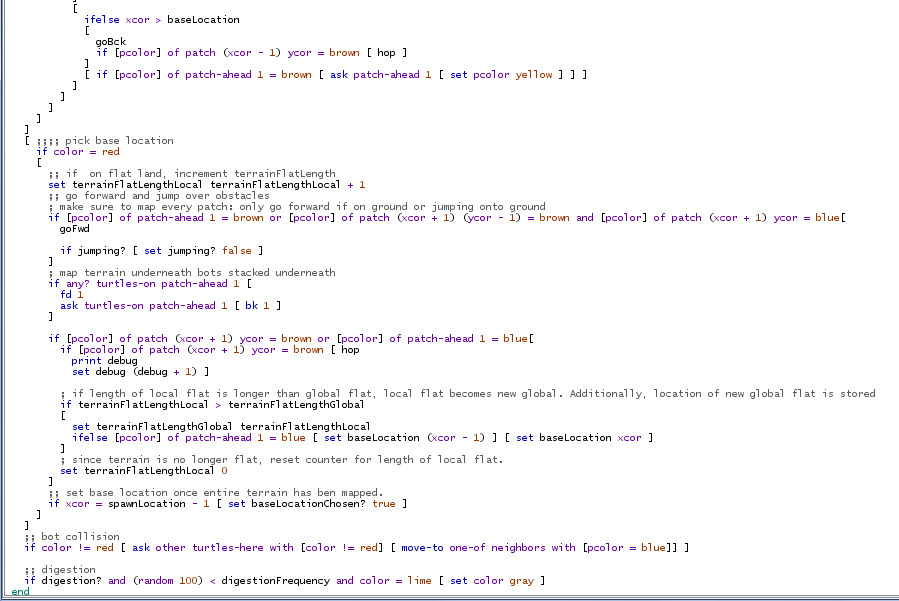 [
ifelse xcor > baseLocation
[
goBck
if [pcolor] of patch (xcor - 1) ycor = brown [ hop ]
]
[ if [pcolor] of patch-ahead 1 = brown [ ask patch-ahead 1 [ set pcolor yellow ] ] ]
]
]
]
]
]
[ ;;;; pick base location
if color = red
[
;; if  on flat land, increment terrainFlatLength
set terrainFlatLengthLocal terrainFlatLengthLocal + 1
;; go forward and jump over obstacles
; make sure to map every patch: only go forward if on ground or jumping onto ground
if [pcolor] of patch-ahead 1 = brown or [pcolor] of patch (xcor + 1) (ycor - 1) = brown and [pcolor] of patch (xcor + 1) ycor = blue[
goFwd
if jumping? [ set jumping? false ]
]
; map terrain underneath bots stacked underneath
if any? turtles-on patch-ahead 1 [
fd 1
ask turtles-on patch-ahead 1 [ bk 1 ]
]
if [pcolor] of patch (xcor + 1) ycor = brown or [pcolor] of patch-ahead 1 = blue[
if [pcolor] of patch (xcor + 1) ycor = brown [ hop
print debug
set debug (debug + 1) ]
; if length of local flat is longer than global flat, local flat becomes new global. Additionally, location of new global flat is stored
if terrainFlatLengthLocal > terrainFlatLengthGlobal
[
set terrainFlatLengthGlobal terrainFlatLengthLocal
ifelse [pcolor] of patch-ahead 1 = blue [ set baseLocation (xcor - 1) ] [ set baseLocation xcor ]
]
; since terrain is no longer flat, reset counter for length of local flat.
set terrainFlatLengthLocal 0
]
;; set base location once entire terrain has ben mapped.
if xcor = spawnLocation - 1 [ set baseLocationChosen? true ]
]
]
;; bot collision
if color != red [ ask other turtles-here with [color != red] [ move-to one-of neighbors with [pcolor = blue]] ]
;; digestion
if digestion? and (random 100) < digestionFrequency and color = lime [ set color gray ]
end